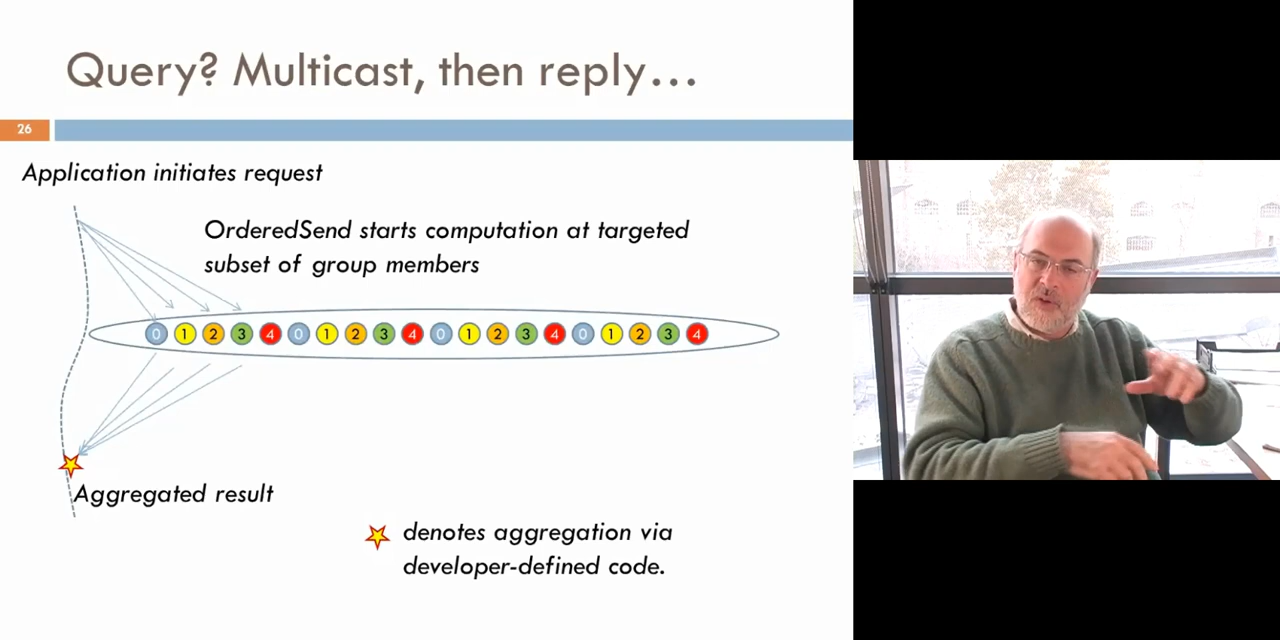 Query? Multicast, then reply…
26
Application initiates request
OrderedSend starts computation at targeted
subset of group members
0 1 2 3 4 0 1 2 3 4 0 1 2 3 4 0 1 2 3 4
Aggregated result
denotes aggregation via
developer-defined code.